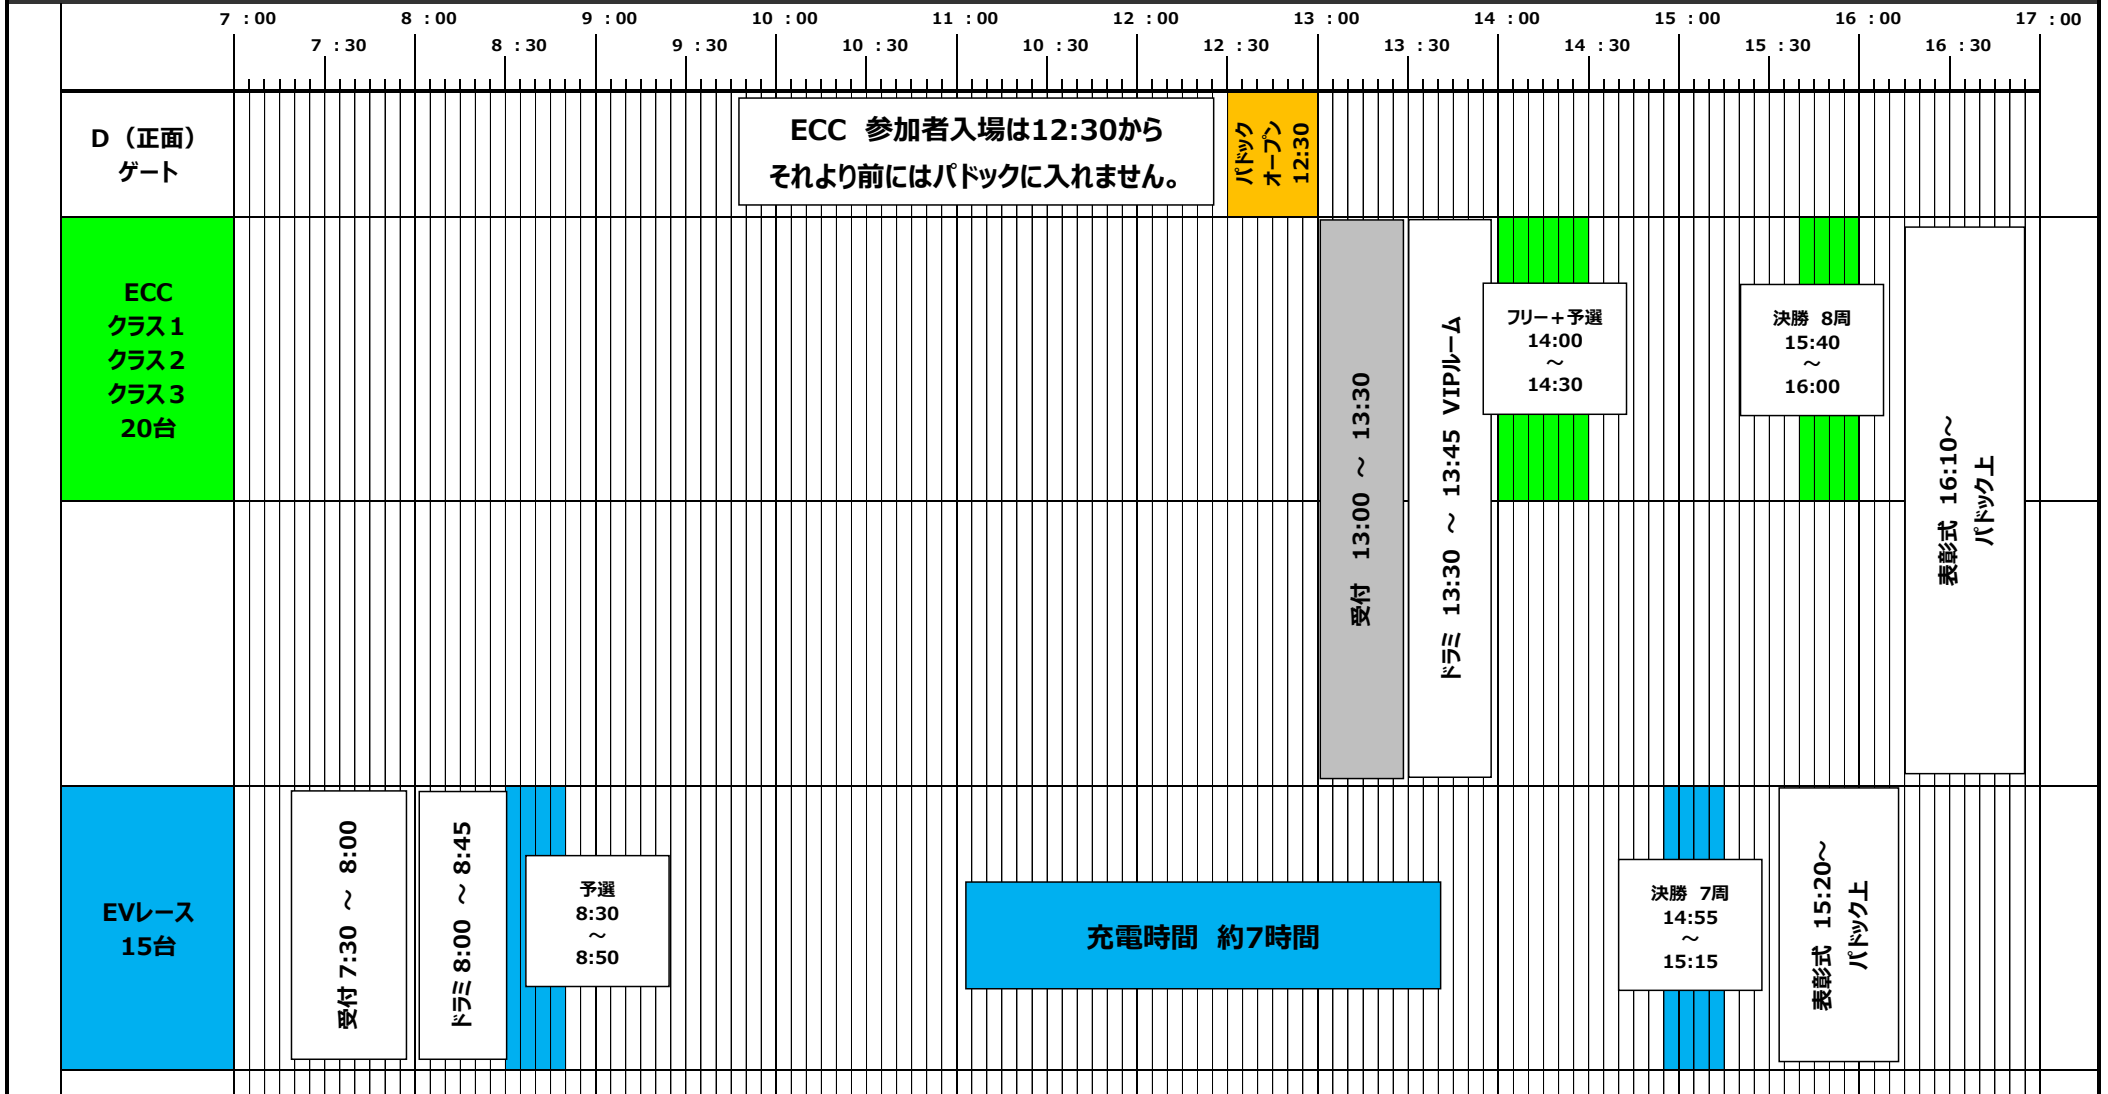 7 :00 8 :00 9 :00 10 :00 11 :00 12 :00 13 :00 14 :00 15 :00 16 :00 17 :00
7 :30 8 :30 9 :30 10 :30 10 :30 12 :30 13 :30 14 :30 15 :30 16 :30
D(正面)
ゲート
ECC 参加者入場は12:30から
それより前にはパドックに入れません。
パドック
オープン
12:30
ECC
クラス1
クラス2
クラス3
20台
受付 13:00 ～ 13:30
ドラミ 13:30 ～ 13:45 VIPルーム
フリー+予選
14:00
～
14:30
決勝 8周
15:40
～
16:00
表彰式 16:10～
パドック上
EVレース
15台
受付 7:30 ～ 8:00
ドラミ 8:00 ～ 8:45
予選
8:30
～
8:50
充電時間 約7時間
決勝 7周
14:55
～
15:15
表彰式 15:20～
パドック上